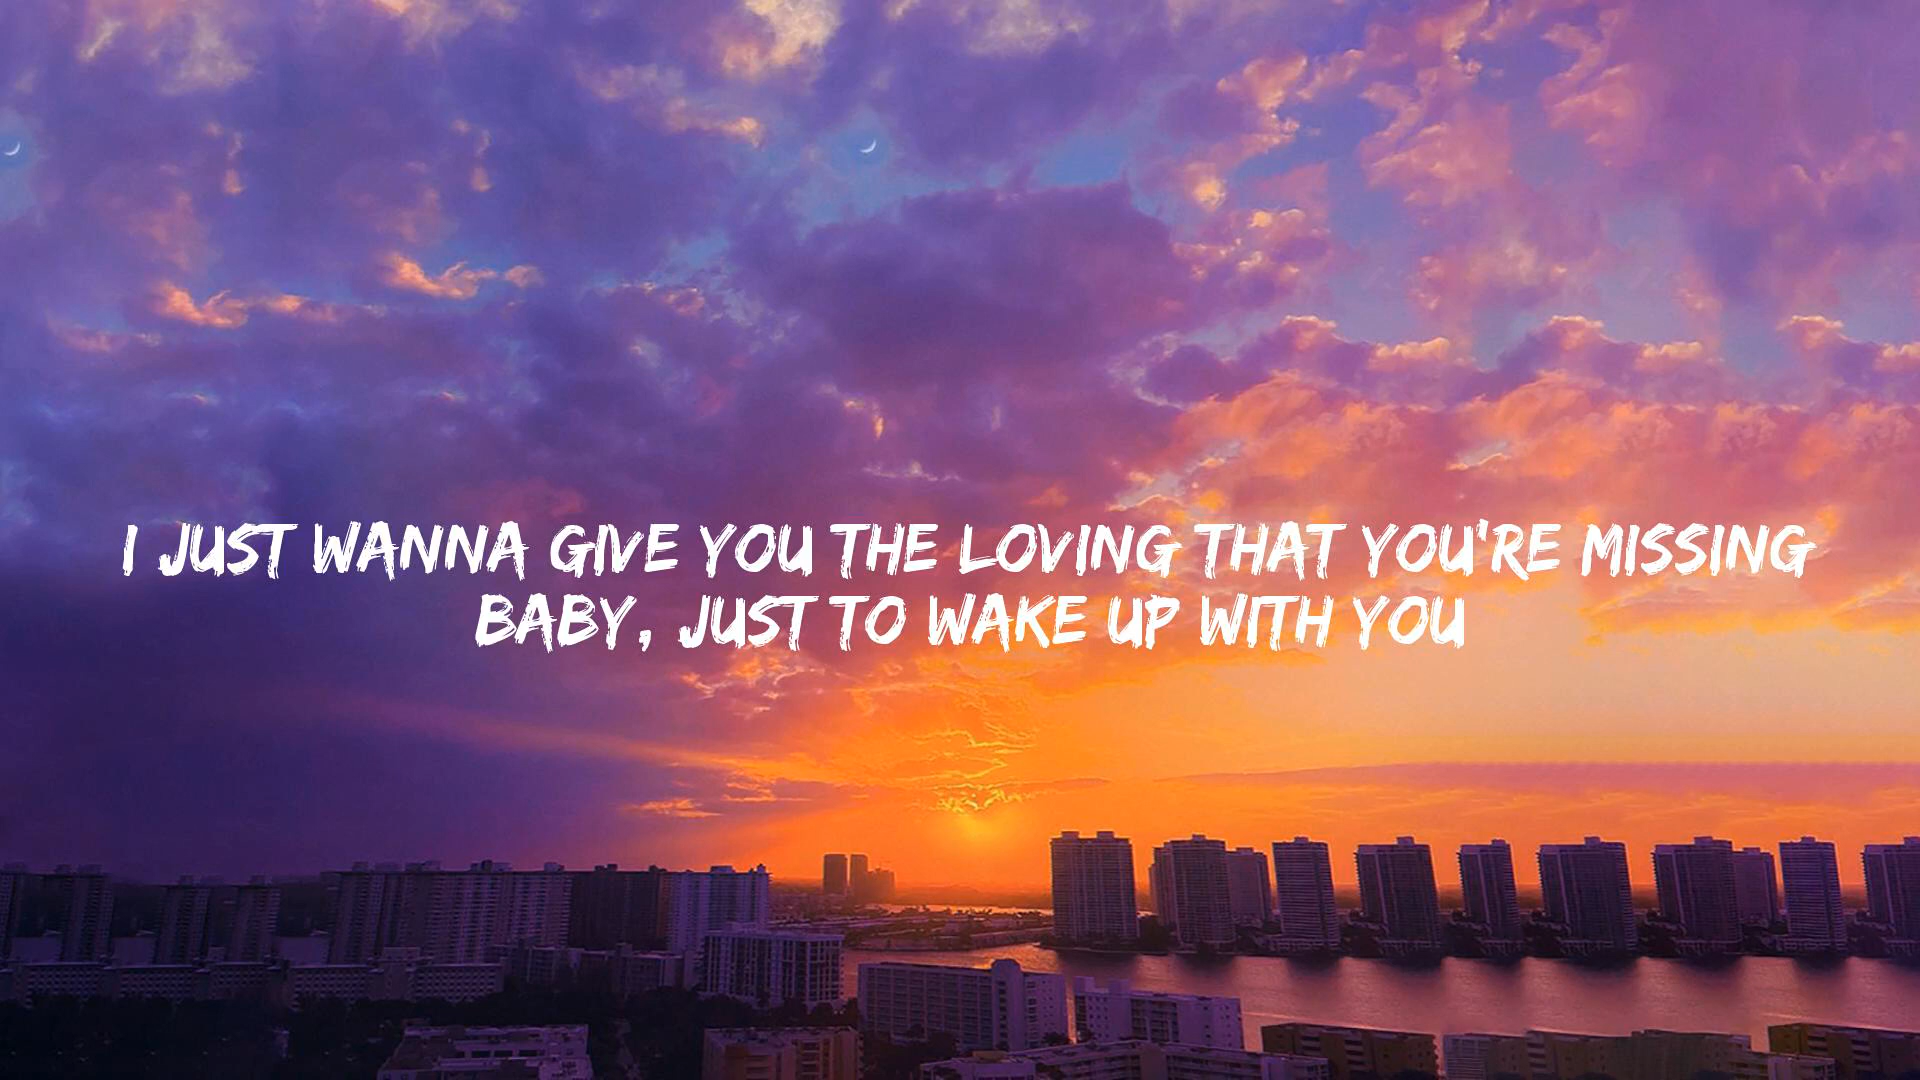 I JUST WANNA GIVE YOU THE LOVING THAT YOU'RE MISSING
BABY, JUST TO WAKE UP WITH YOU